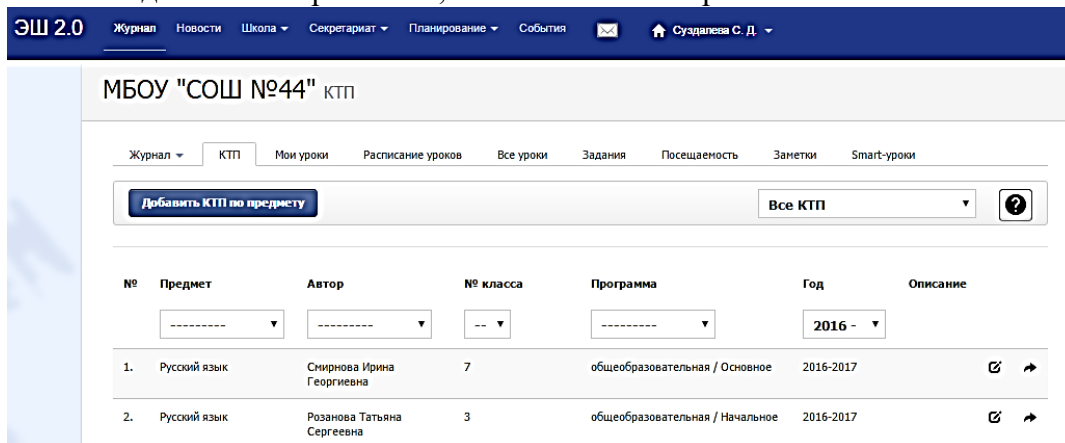 ЭШ 2.0 Журнал Новости Школа Секретариат Планирование События Суздалева С. Д.
МБОУ "СОШ №44" КТП
Журнал КТП Мои уроки Расписание уроков Все уроки Задания Посещаемость Заметки Smart-уроки
Добавить КТП по предмету Все КТП ?
№ Предмет Автор № класса Программа Год Описание
--------- --------- -- --------- 2016 -
1. Русский язык Смирнова Ирина Георгиевна 7 общеобразовательная / Основное 2016-2017
2. Русский язык Розанова Татьяна Сергеевна 3 общеобразовательная / Начальное 2016-2017